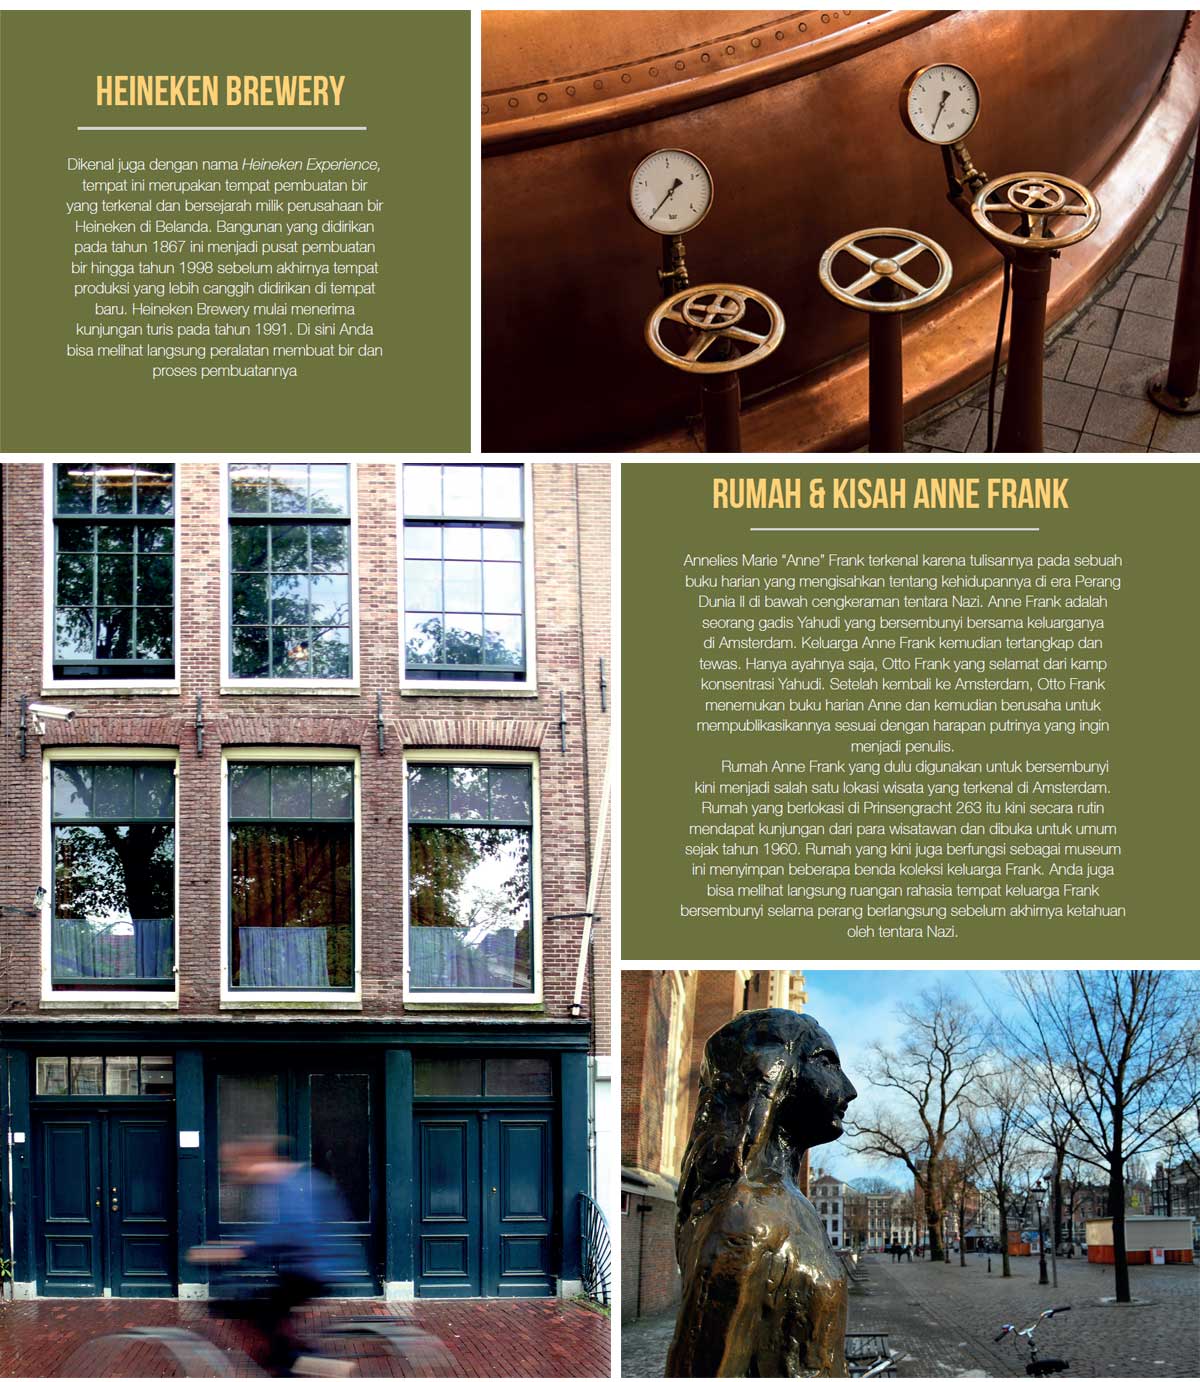 HEINEKEN BREWERY
Dikenal juga dengan nama Heineken Experience,
tempat ini merupakan tempat pembuatan bir
yang terkenal dan bersejarah milik perusahaan bir
Heineken di Belanda. Bangunan yang didirikan
pada tahun 1867 ini menjadi pusat pembuatan
bir hingga tahun 1998 sebelum akhirnya tempat
produksi yang lebih canggih didirikan di tempat
baru. Heineken Brewery mulai menerima
kunjungan turis pada tahun 1991. Di sini Anda
bisa melihat langsung peralatan membuat bir dan
proses pembuatannya
RUMAH & KISAH ANNE FRANK
Annelies Marie “Anne” Frank terkenal karena tulisannya pada sebuah
buku harian yang mengisahkan tentang kehidupannya di era Perang
Dunia II di bawah cengkeraman tentara Nazi. Anne Frank adalah
seorang gadis Yahudi yang bersembunyi bersama keluarganya
di Amsterdam. Keluarga Anne Frank kemudian tertangkap dan
tewas. Hanya ayahnya saja, Otto Frank yang selamat dari kamp
konsentrasi Yahudi. Setelah kembali ke Amsterdam, Otto Frank
menemukan buku harian Anne dan kemudian berusaha untuk
mempublikasikannya sesuai dengan harapan putrinya yang ingin
menjadi penulis.
Rumah Anne Frank yang dulu digunakan untuk bersembunyi
kini menjadi salah satu lokasi wisata yang terkenal di Amsterdam.
Rumah yang berlokasi di Prinsengracht 263 itu kini secara rutin
mendapat kunjungan dari para wisatawan dan dibuka untuk umum
sejak tahun 1960. Rumah yang kini juga berfungsi sebagai museum
ini menyimpan beberapa benda koleksi keluarga Frank. Anda juga
bisa melihat langsung ruangan rahasia tempat keluarga Frank
bersembunyi selama perang berlangsung sebelum akhirnya ketahuan
oleh tentara Nazi.